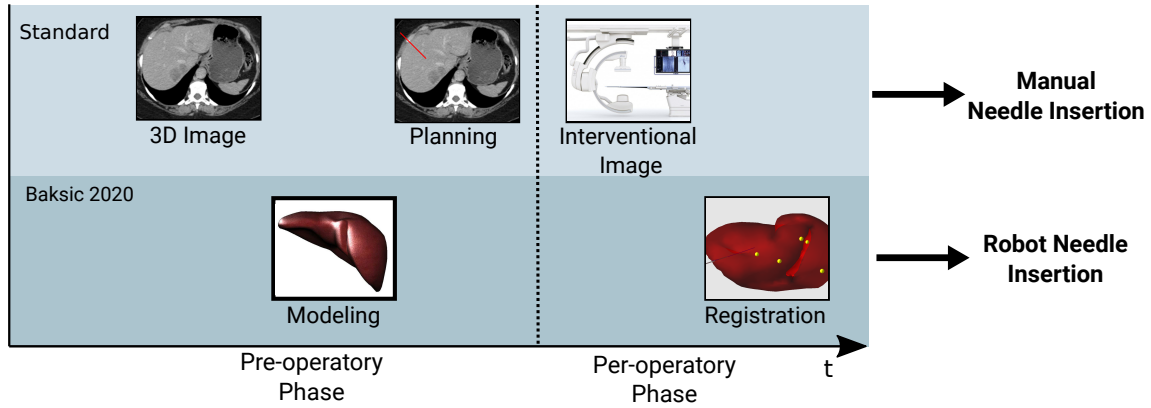 Standard
3D Image
Planning
Interventional
Image
Manual
Needle Insertion
Baksic 2020
Modeling
Registration
Robot Needle
Insertion
Pre-operatory
Phase
Per-operatory
Phase
t